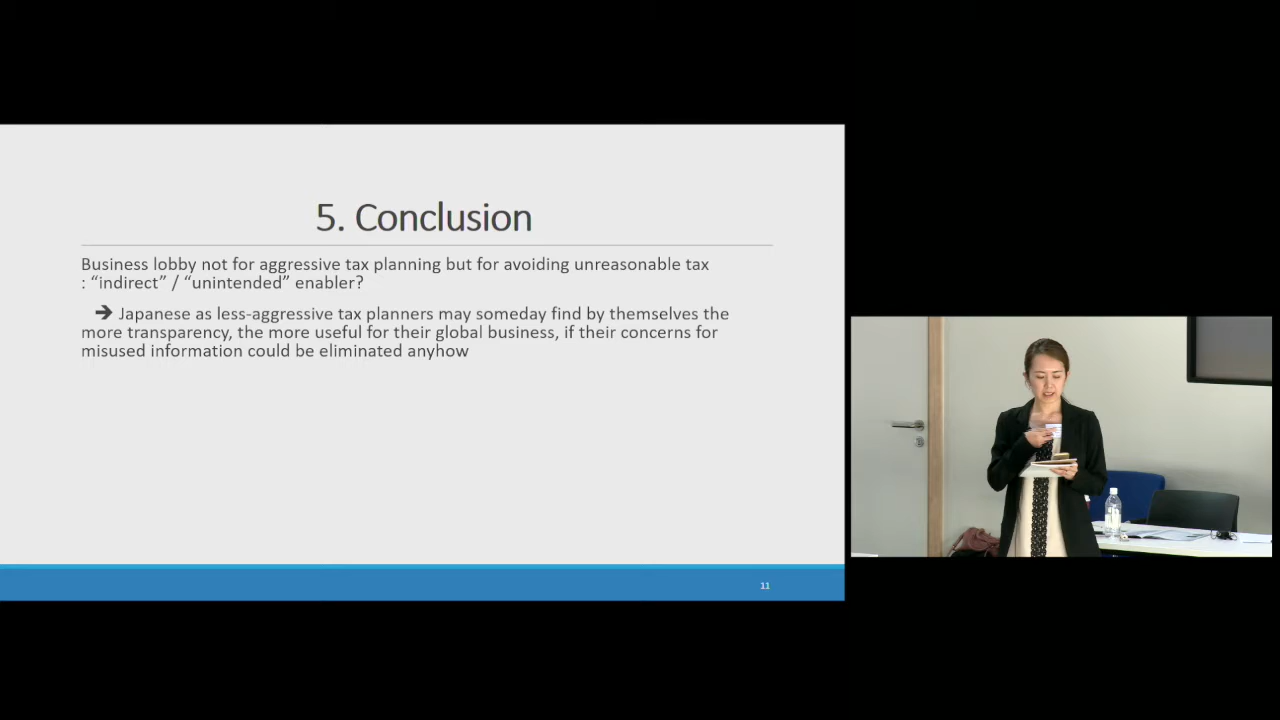 5. Conclusion
Business lobby not for aggressive tax planning but for avoiding unreasonable tax
: “indirect” / “unintended” enabler?
➔ Japanese as less-aggressive tax planners may someday find by themselves the
more transparency, the more useful for their global business, if their concerns for
misused information could be eliminated anyhow
11